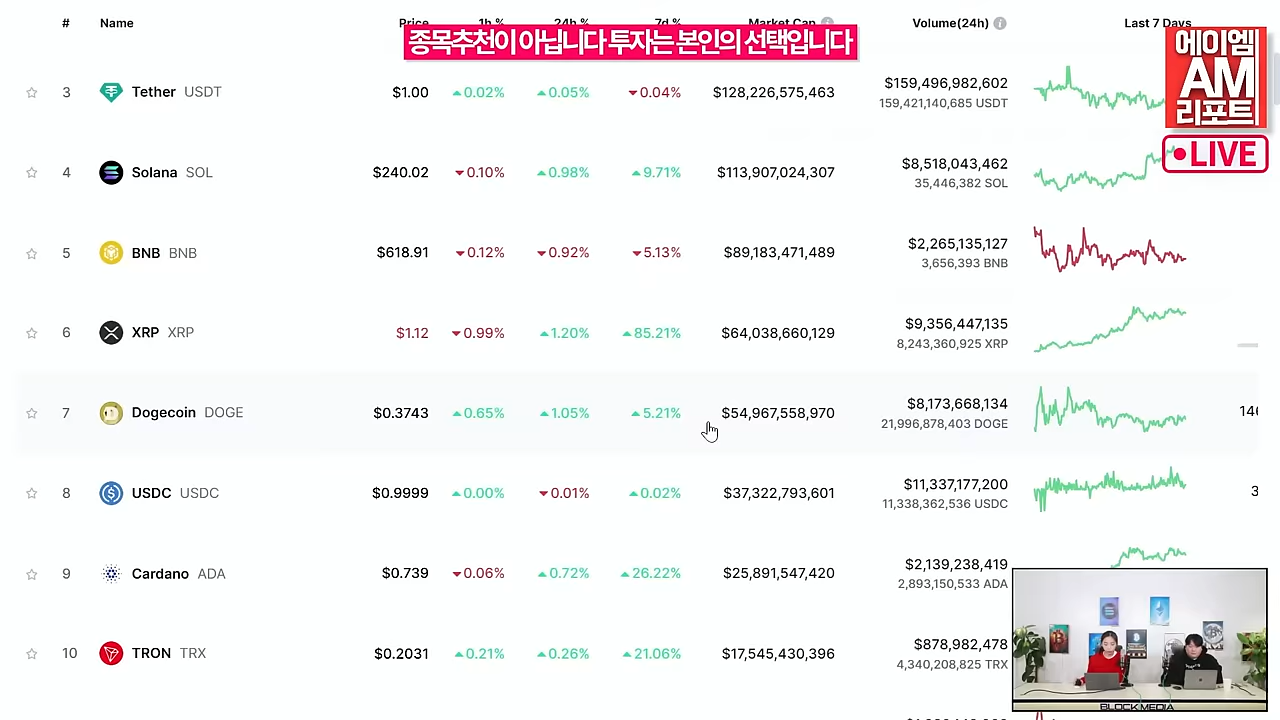 # Name Price 1h % 24h % 7d % Market Cap Volume(24h) Last 7 Days
종목추천이 아닙니다 투자는 본인의 선택입니다
에이엠
AM
리포트
LIVE
3 Tether USDT $1.00 0.02% 0.05% 0.04% $128,226,575,463 $159,496,982,602
159,421,140,685 USDT
4 Solana SOL $240.02 0.10% 0.98% 9.71% $113,907,024,307 $8,518,043,462
35,446,382 SOL
5 BNB BNB $618.91 0.12% 0.92% 5.13% $89,183,471,489 $2,265,135,127
3,656,393 BNB
6 XRP XRP $1.12 0.99% 1.20% 85.21% $64,038,660,129 $9,356,447,135
8,243,360,925 XRP
7 Dogecoin DOGE $0.3743 0.65% 1.05% 5.21% $54,967,558,970 $8,173,668,134
21,996,878,403 DOGE
146
8 USDC USDC $0.9999 0.00% 0.01% 0.02% $37,322,793,601 $11,337,177,200
11,338,362,536 USDC
3
9 Cardano ADA $0.739 0.06% 0.72% 26.22% $25,891,547,420 $2,139,238,419
2,893,150,533 ADA
10 TRON TRX $0.2031 0.21% 0.26% 21.06% $17,545,430,396 $878,982,478
4,340,208,825 TRX
BLOCKMEDIA